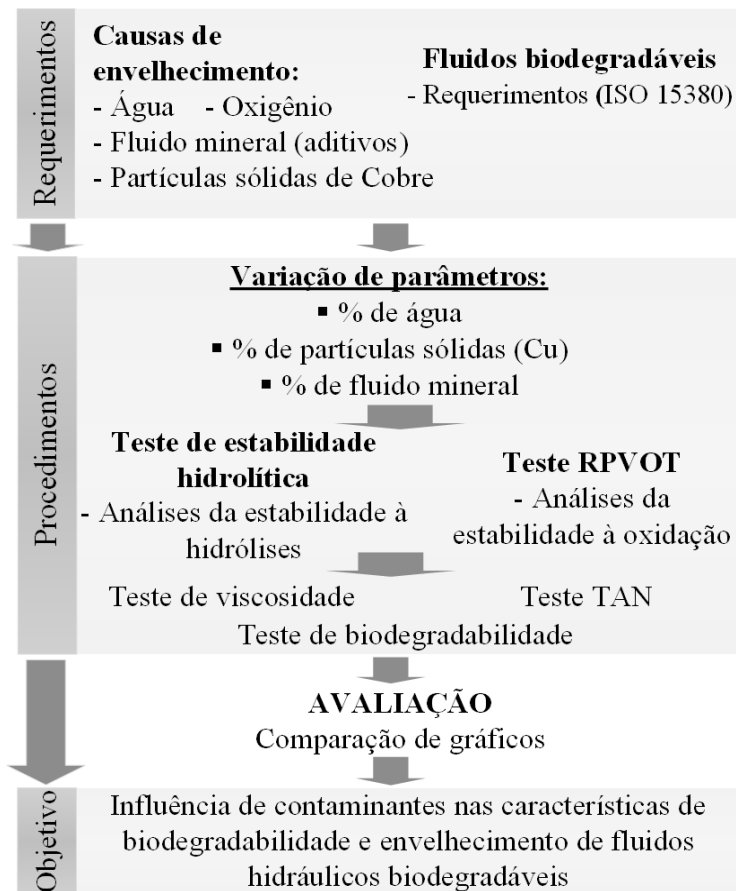 Requerimentos
Causas de
envelhecimento:
- Água - Oxigênio
- Fluido mineral (aditivos)
- Partículas sólidas de Cobre
Fluidos biodegradáveis
- Requerimentos (ISO 15380)
Procedimentos
Variação de parâmetros:
▪ % de água
▪ % de partículas sólidas (Cu)
▪ % de fluido mineral
Teste de estabilidade
hidrolítica
- Análises da estabilidade à
hidrólises
Teste RPVOT
- Análises da
estabilidade à oxidação
Teste de viscosidade
Teste TAN
Teste de biodegradabilidade
AVALIAÇÃO
Comparação de gráficos
Objetivo
Influência de contaminantes nas características de
biodegradabilidade e envelhecimento de fluidos
hidráulicos biodegradáveis